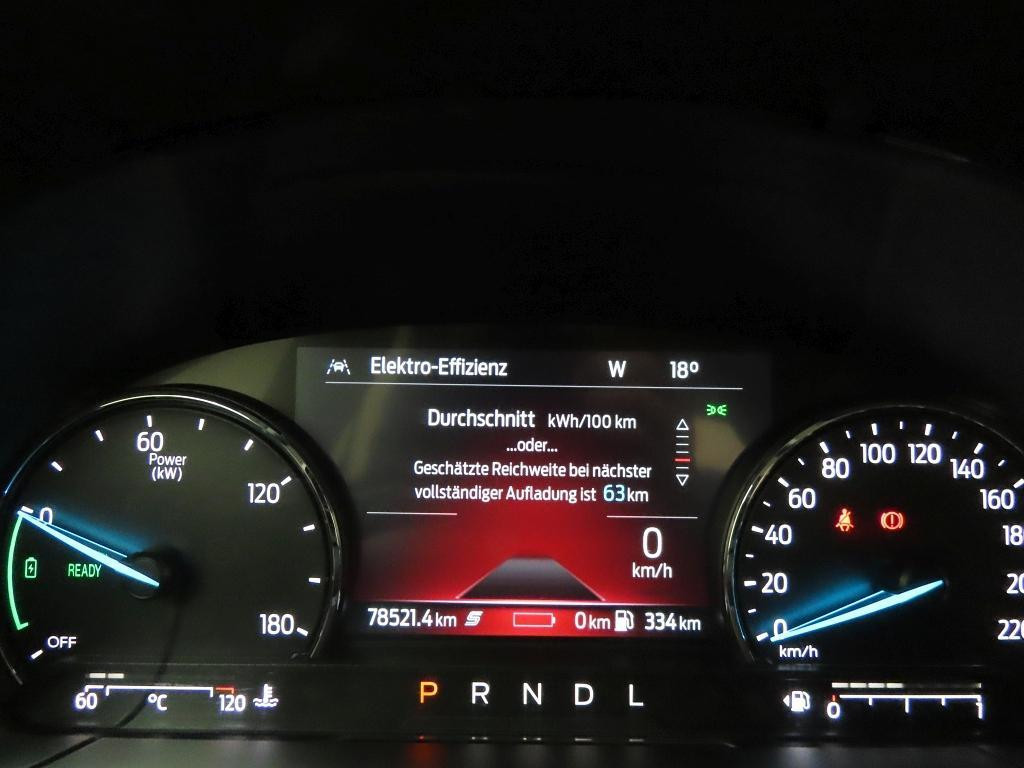 Elektro-Effizienz W 18°
Durchschnitt kWh/100 km
...oder...
Geschätzte Reichweite bei nächster
vollständiger Aufladung ist 63 km
0
km/h
78521.4 km S 0 km 334 km
60
Power
(kW)
120
0
READY
180
OFF
60 °C 120
P R N D L
0 20 40 60 80 100 120 140 160
km/h
0 1